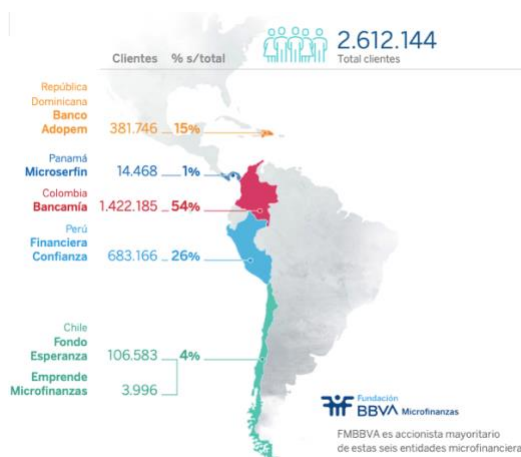 2.612.144
Total clientes
Clientes % s/total
República
Dominicana
Banco
Adopem 381.746 15%
Panamá
Microserfin 14.468 1%
Colombia
Bancamía 1.422.185 54%
Perú
Financiera
Confianza 683.166 26%
Chile
Fondo
Esperanza 106.583 4%
Emprende
Microfinanzas 3.996
Fundación
BBVA Microfinanzas
FMBBVA es accionista mayoritario
de estas seis entidades microfinanciera